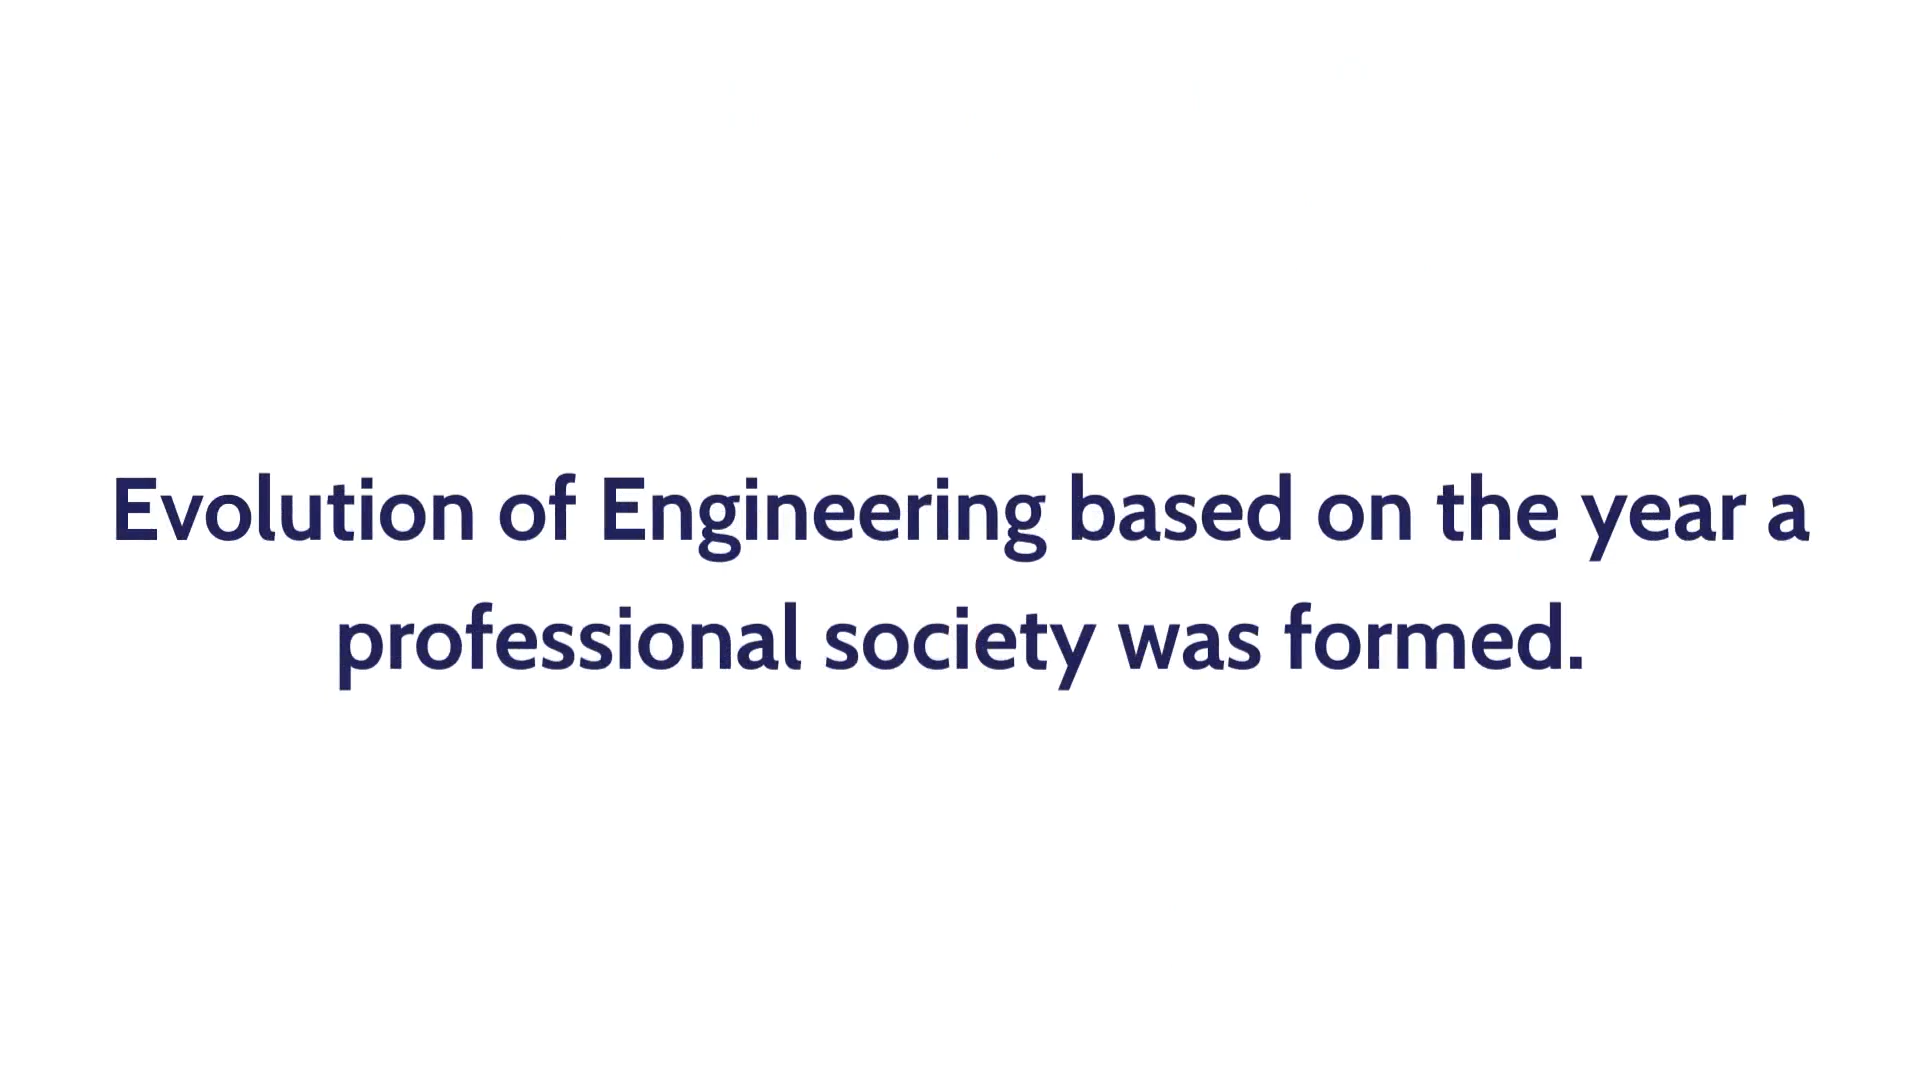 Evolution of Engineering based on the year a
professional society was formed.